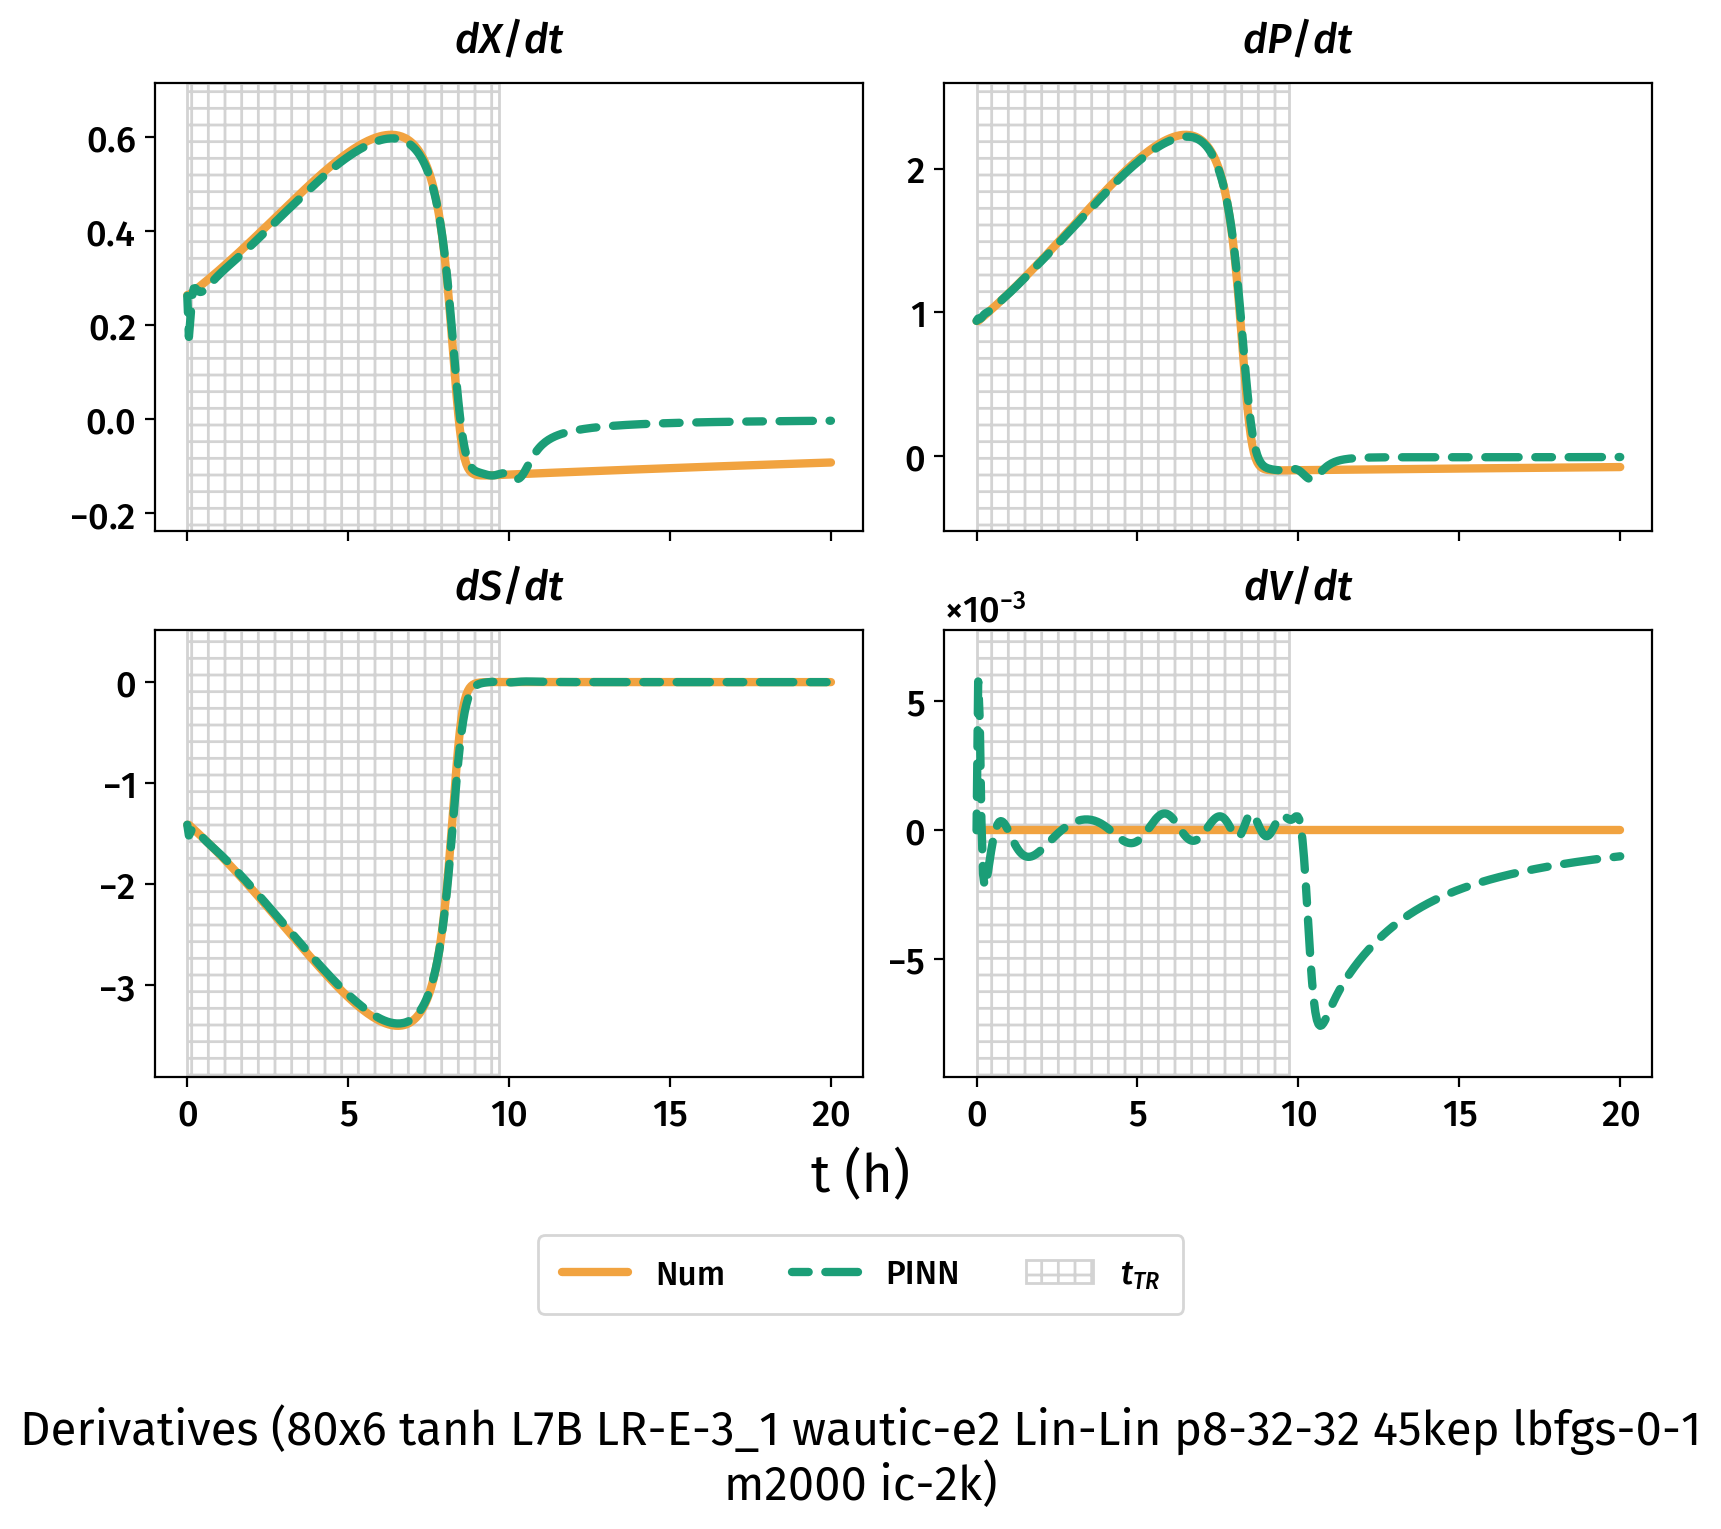 dX/dt
dP/dt
0.6
0.4
0.2
0.0
−0.2
2
1
0
dS/dt
dV/dt
×10⁻³
0
−1
−2
−3
5
0
−5
0 5 10 15 20
0 5 10 15 20
t (h)
Num PINN t_TR
Derivatives (80x6 tanh L7B LR-E-3_1 wautic-e2 Lin-Lin p8-32-32 45kep lbfgs-0-1
m2000 ic-2k)